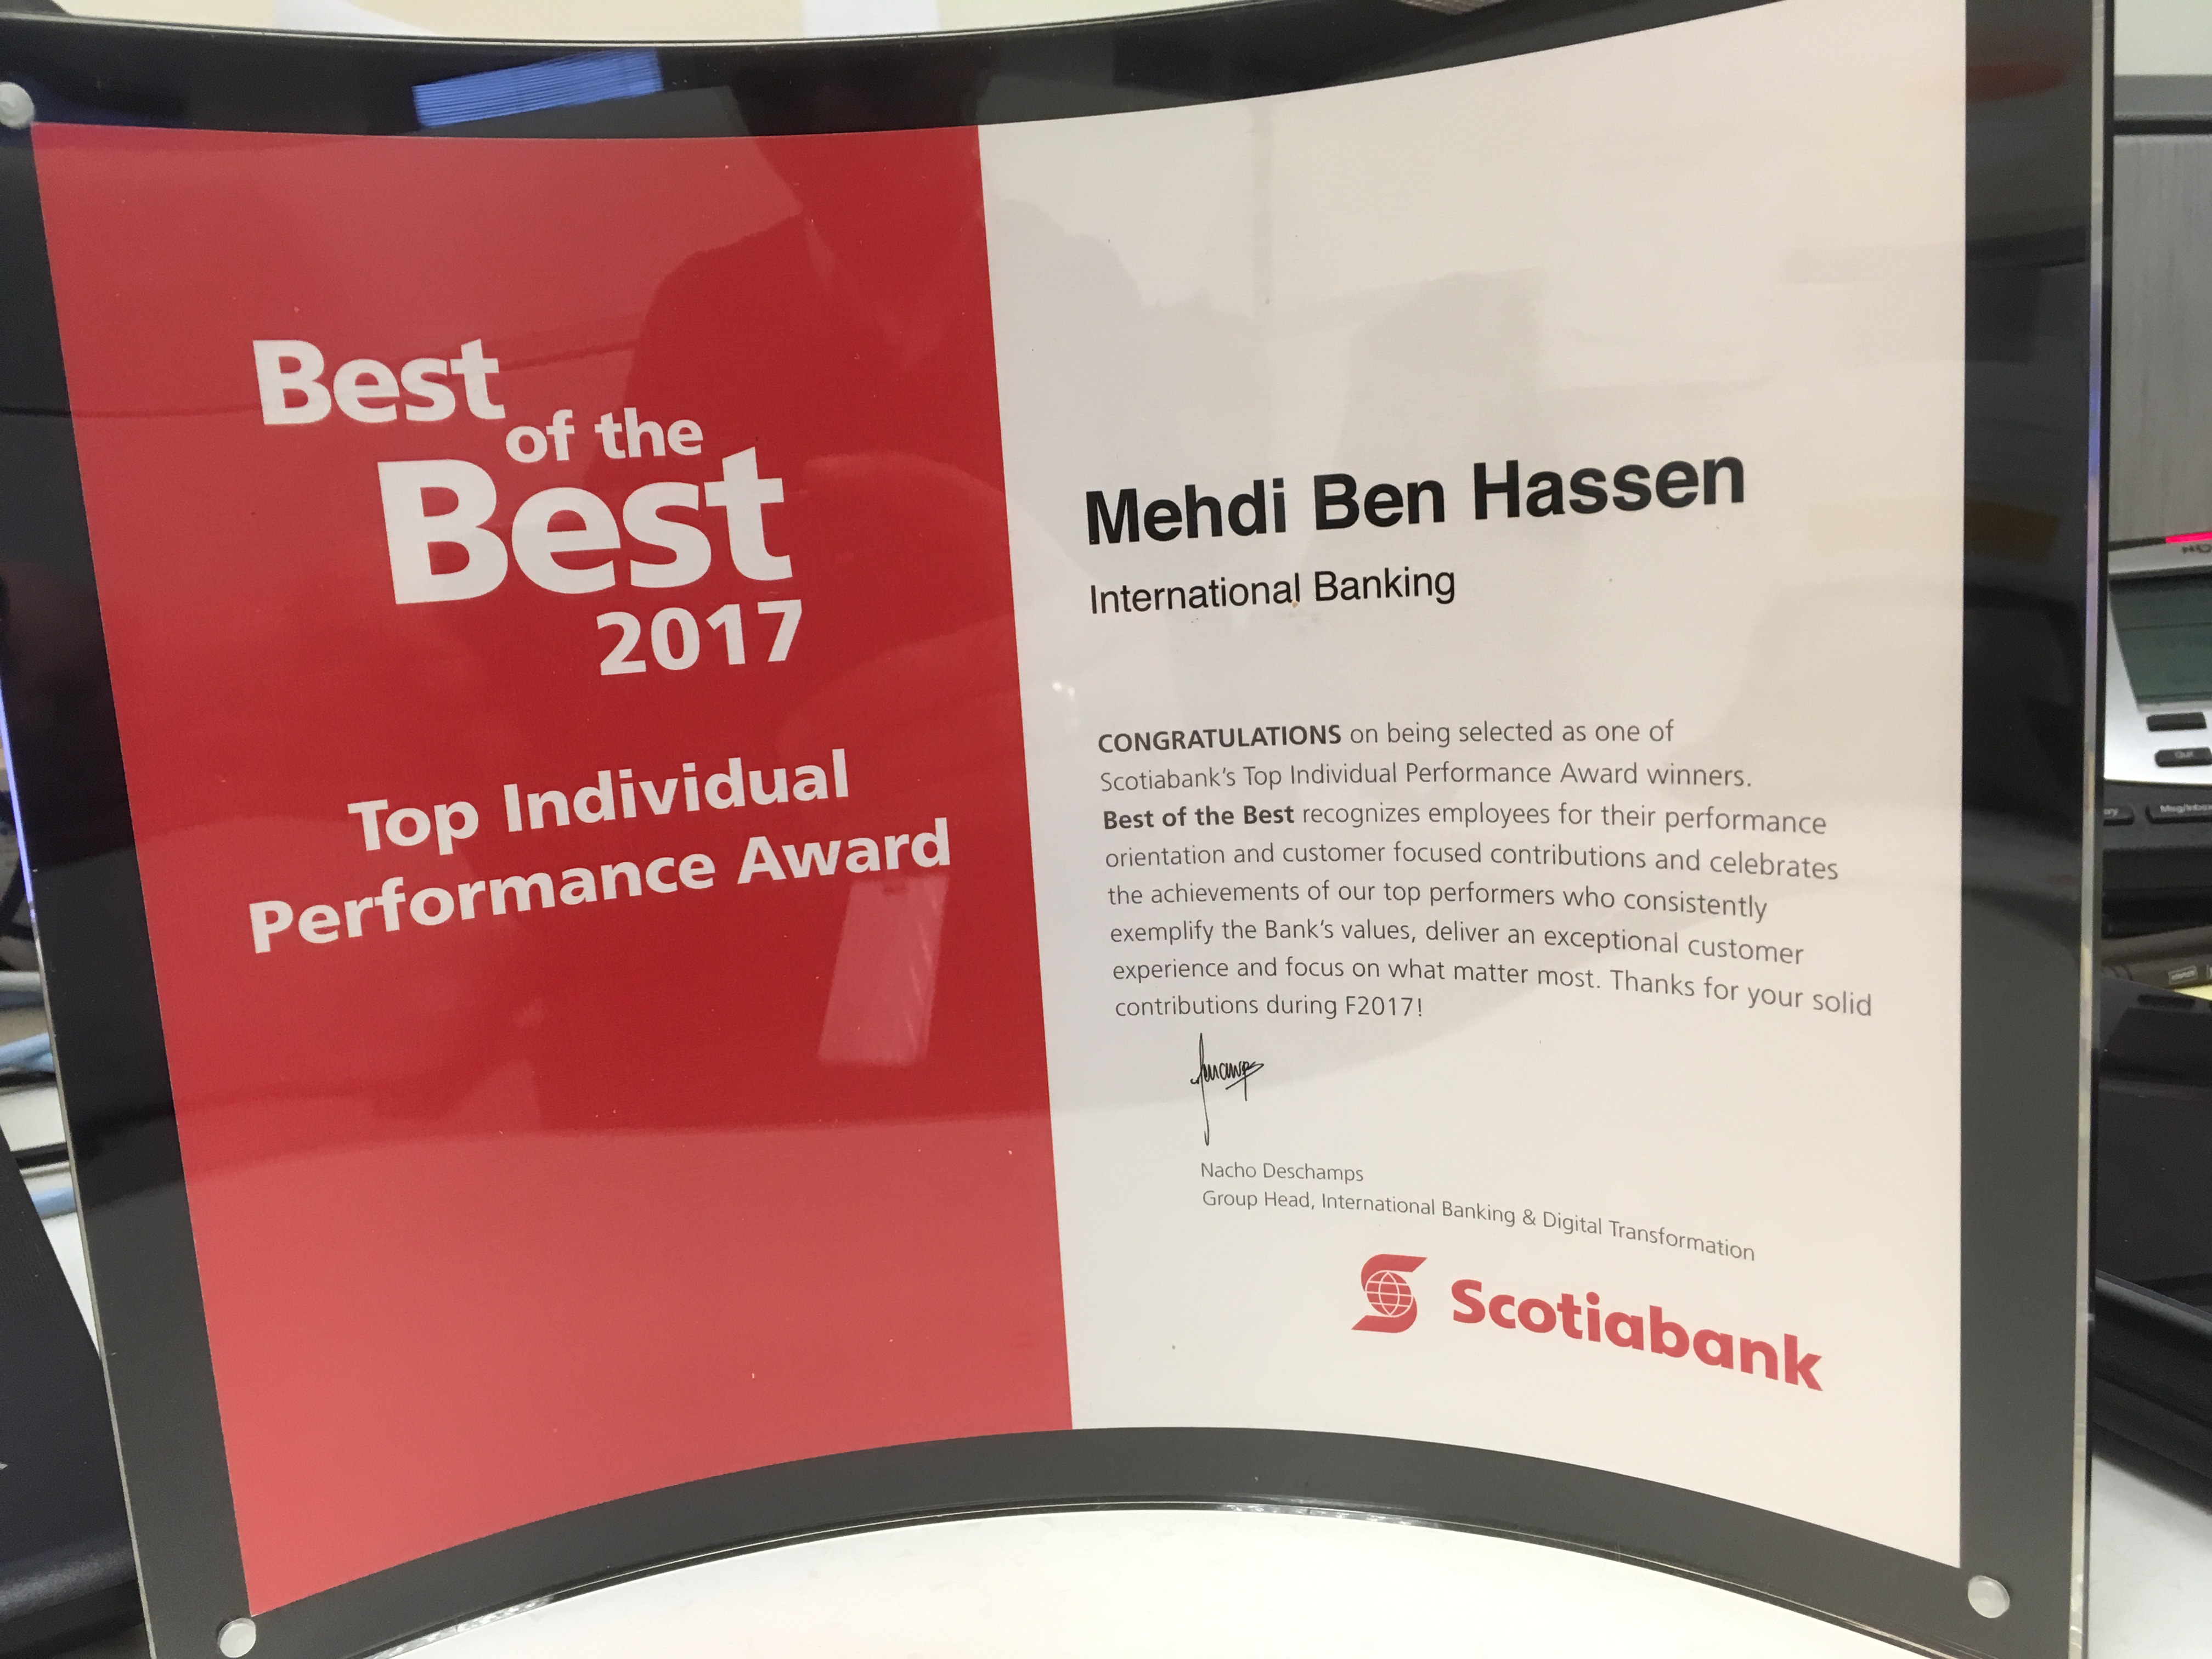 Best
of the
Best
2017
Top Individual
Performance Award
Mehdi Ben Hassen
International Banking
CONGRATULATIONS on being selected as one of
Scotiabank's Top Individual Performance Award winners.
Best of the Best recognizes employees for their performance
orientation and customer focused contributions and celebrates
the achievements of our top performers who consistently
exemplify the Bank's values, deliver an exceptional customer
experience and focus on what matter most. Thanks for your solid
contributions during F2017!
Nacho Deschamps
Group Head, International Banking & Digital Transformation
Scotiabank